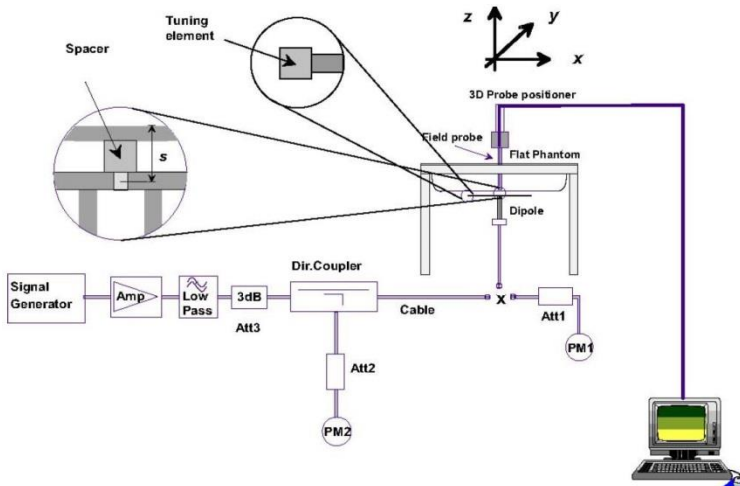 z
y
x
Tuning
element
Spacer
s
3D Probe positioner
Field probe
Flat Phantom
Dipole
Signal
Generator
Amp
Low
Pass
3dB
Att3
Dir.Coupler
Cable
x
Att1
PM1
Att2
PM2